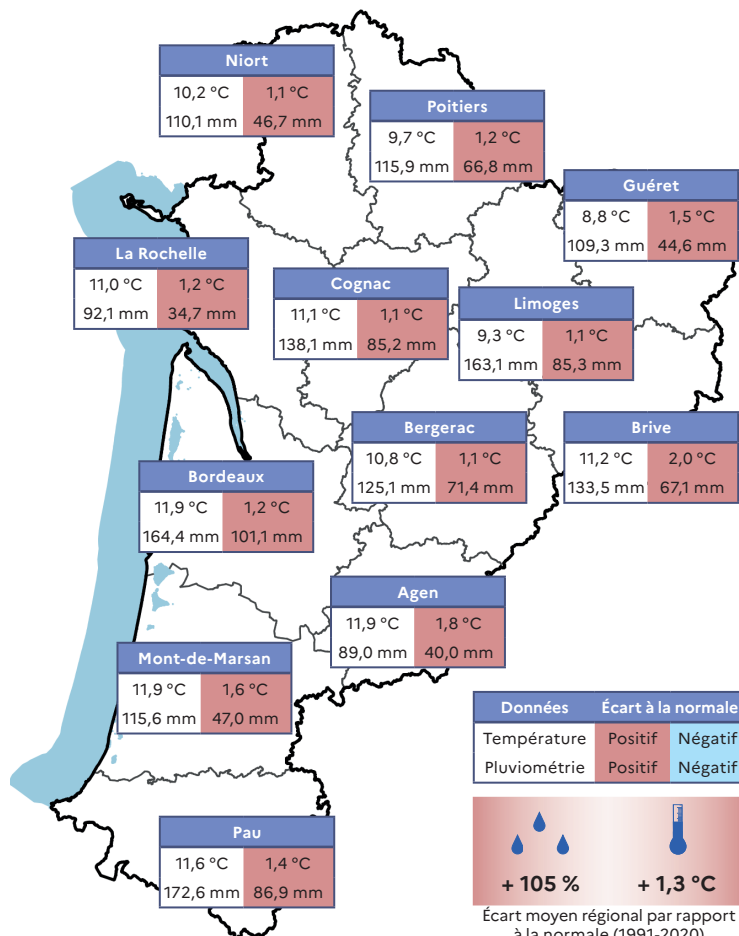 Niort
10,2 °C 1,1 °C
110,1 mm 46,7 mm
Poitiers
9,7 °C 1,2 °C
115,9 mm 66,8 mm
Guéret
8,8 °C 1,5 °C
109,3 mm 44,6 mm
La Rochelle
11,0 °C 1,2 °C
92,1 mm 34,7 mm
Cognac
11,1 °C 1,1 °C
138,1 mm 85,2 mm
Limoges
9,3 °C 1,1 °C
163,1 mm 85,3 mm
Bergerac
10,8 °C 1,1 °C
125,1 mm 71,4 mm
Brive
11,2 °C 2,0 °C
133,5 mm 67,1 mm
Bordeaux
11,9 °C 1,2 °C
164,4 mm 101,1 mm
Agen
11,9 °C 1,8 °C
89,0 mm 40,0 mm
Mont-de-Marsan
11,9 °C 1,6 °C
115,6 mm 47,0 mm
Pau
11,6 °C 1,4 °C
172,6 mm 86,9 mm
Données Écart à la normale
Température Positif Négatif
Pluviométrie Positif Négatif
+ 105 % + 1,3 °C
Écart moyen régional par rapport
à la normale (1991-2020)